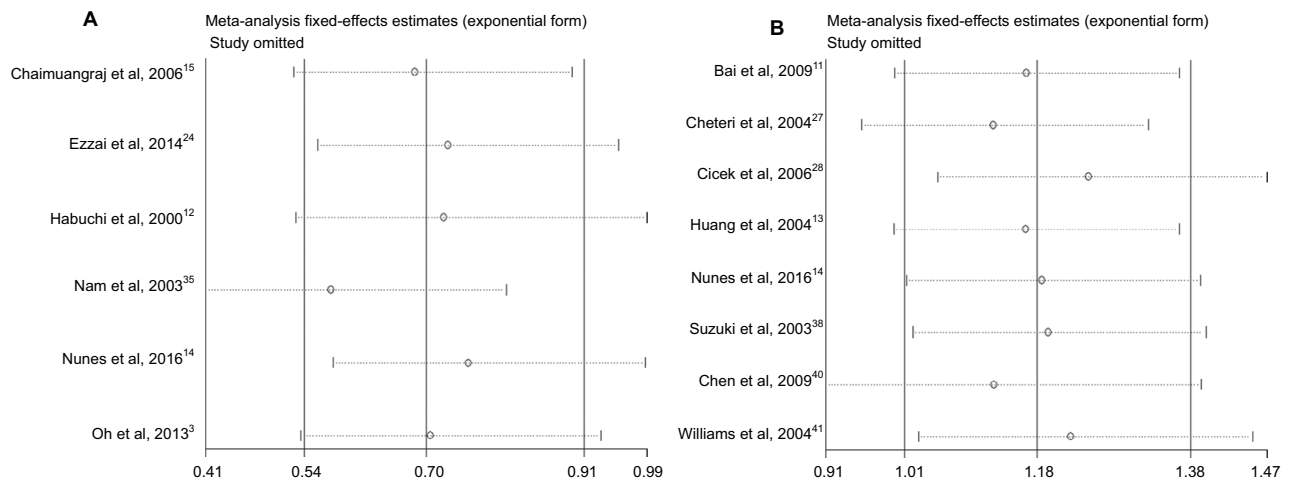 A
Meta-analysis fixed-effects estimates (exponential form)
Study omitted
Chaimuangraj et al, 2006¹⁵
Ezzai et al, 2014²⁴
Habuchi et al, 2000¹²
Nam et al, 2003³⁵
Nunes et al, 2016¹⁴
Oh et al, 2013³
0.41 0.54 0.70 0.91 0.99
B
Meta-analysis fixed-effects estimates (exponential form)
Study omitted
Bai et al, 2009¹¹
Cheteri et al, 2004²⁷
Cicek et al, 2006²⁸
Huang et al, 2004¹³
Nunes et al, 2016¹⁴
Suzuki et al, 2003³⁸
Chen et al, 2009⁴⁰
Williams et al, 2004⁴¹
0.91 1.01 1.18 1.38 1.47